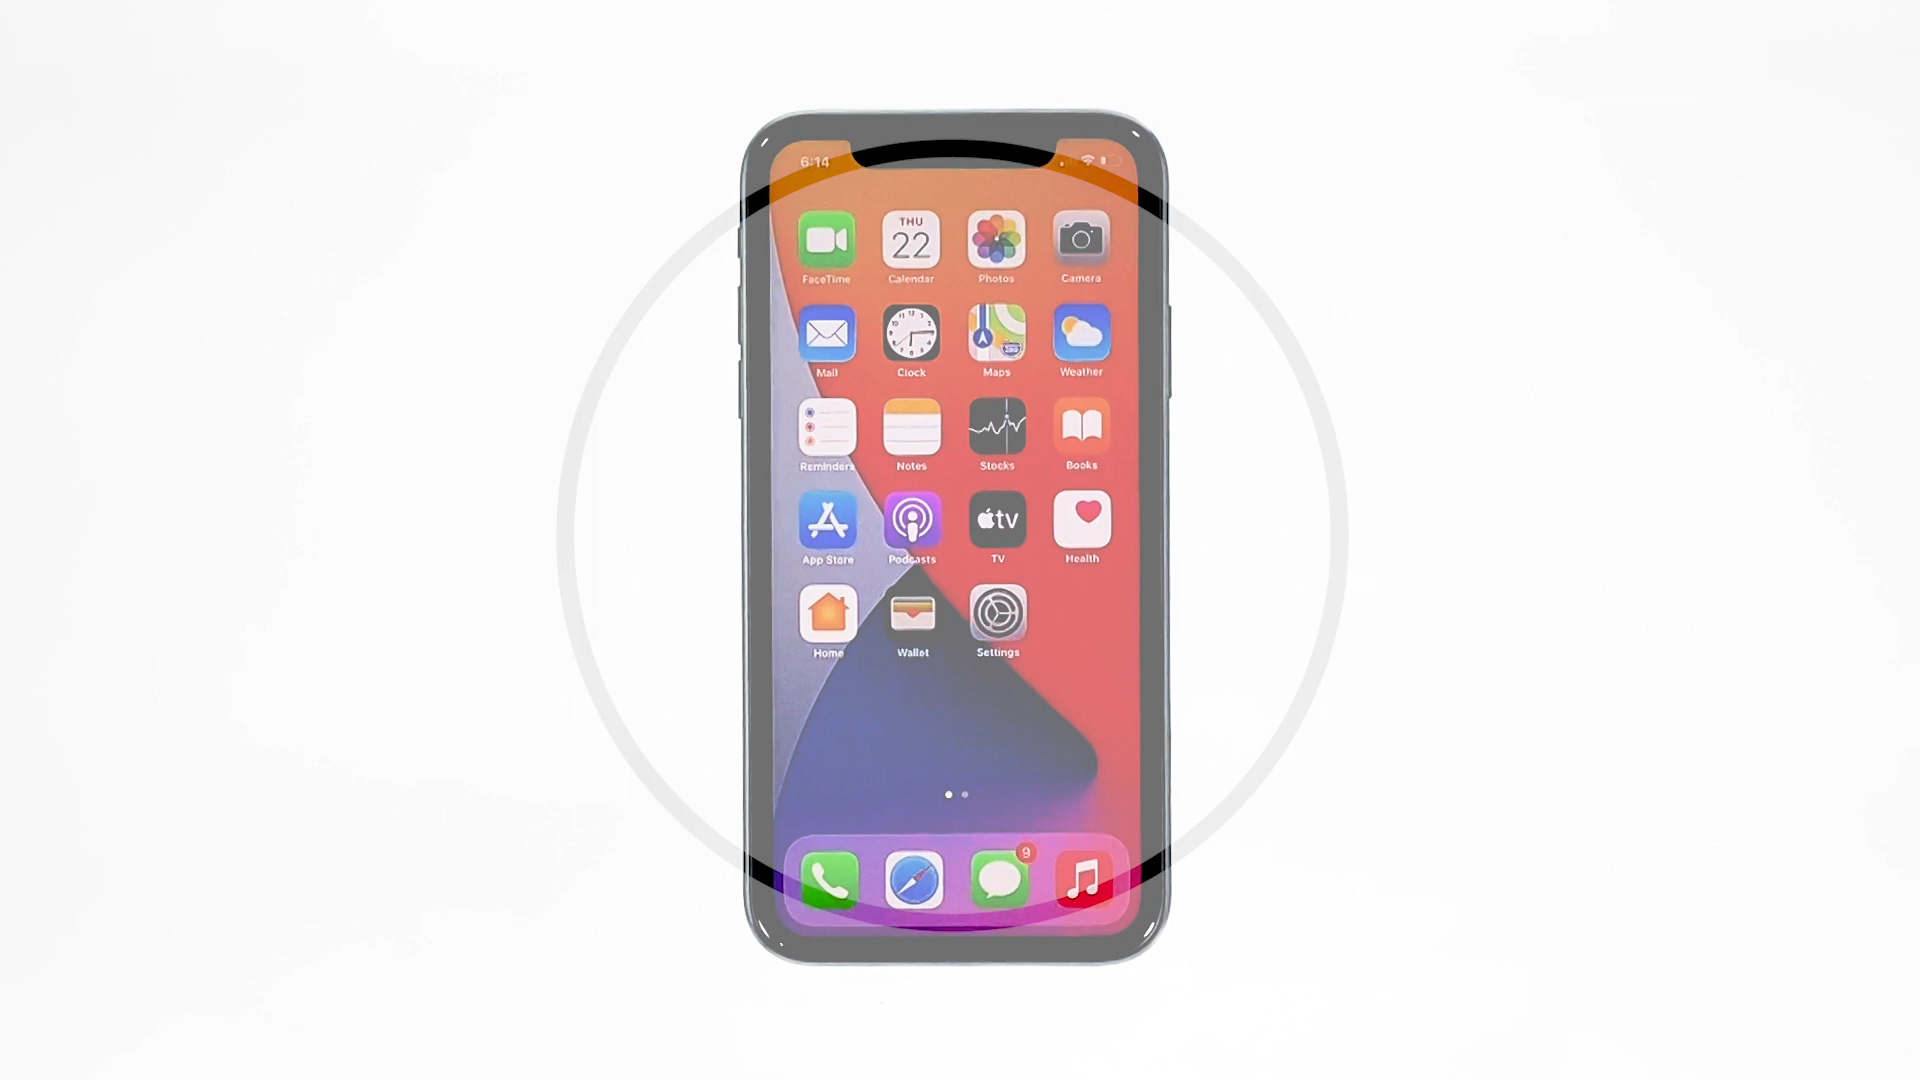 6:14
THU
22
FaceTime Calendar Photos Camera
Mail Clock Maps Weather
Reminders Notes Stocks Books
tv
App Store Podcasts TV Health
Home Wallet Settings
9